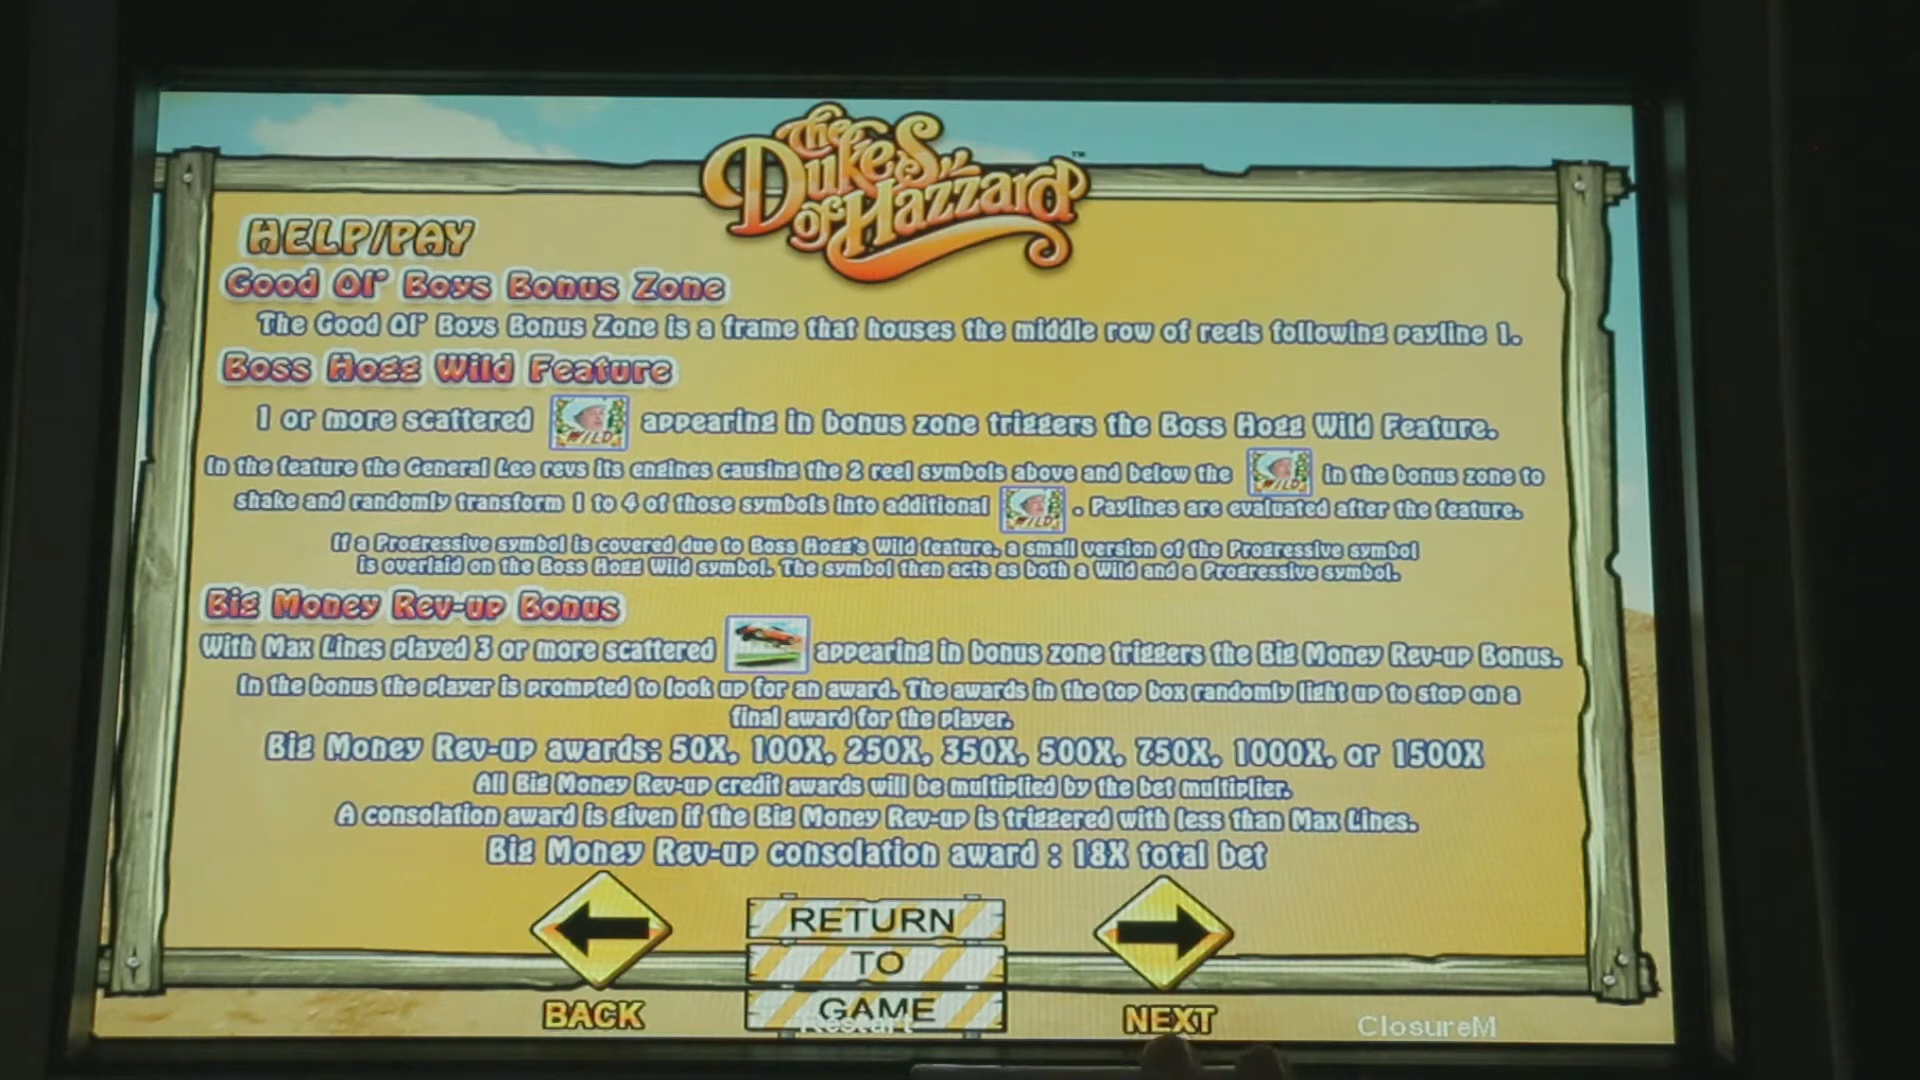 The Dukes of Hazzard™
HELP/PAY
Good Ol' Boys Bonus Zone
The Good Ol' Boys Bonus Zone is a frame that houses the middle row of reels following payline 1.
Boss Hogg Wild Feature
1 or more scattered WILD appearing in bonus zone triggers the Boss Hogg Wild Feature.
In the feature the General Lee revs its engines causing the 2 reel symbols above and below the WILD in the bonus zone to
shake and randomly transform 1 to 4 of those symbols into additional WILD. Paylines are evaluated after the feature.
If a Progressive symbol is covered due to Boss Hogg's Wild feature, a small version of the Progressive symbol
is overlaid on the Boss Hogg Wild symbol. The symbol then acts as both a Wild and a Progressive symbol.
Big Money Rev-up Bonus
With Max Lines played 3 or more scattered appearing in bonus zone triggers the Big Money Rev-up Bonus.
In the bonus the player is prompted to look up for an award. The awards in the top box randomly light up to stop on a
final award for the player.
Big Money Rev-up awards: 50X, 100X, 250X, 350X, 500X, 750X, 1000X, or 1500X
All Big Money Rev-up credit awards will be multiplied by the bet multiplier.
A consolation award is given if the Big Money Rev-up is triggered with less than Max Lines.
Big Money Rev-up consolation award : 18X total bet
RETURN
TO
GAME
Restart
BACK
NEXT
ClosureM